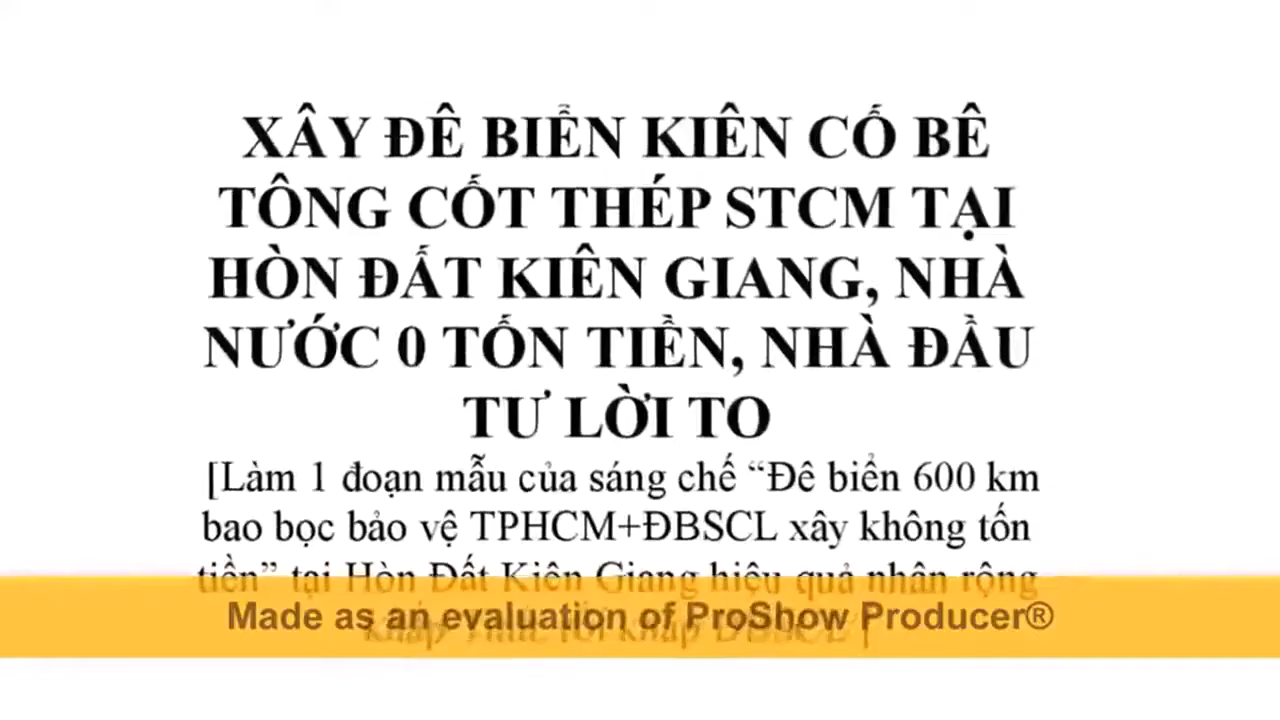 XÂY ĐÊ BIỂN KIÊN CỐ BÊ
TÔNG CỐT THÉP STCM TẠI
HÒN ĐẤT KIÊN GIANG, NHÀ
NƯỚC 0 TỐN TIỀN, NHÀ ĐẦU
TƯ LỜI TO
[Làm 1 đoạn mẫu của sáng chế “Đê biển 600 km
bao bọc bảo vệ TPHCM+ĐBSCL xây không tốn
tiền” tại Hòn Đất Kiên Giang hiệu quả nhân rộng
Made as an evaluation of ProShow Producer®
khắp ĐBSCL ]